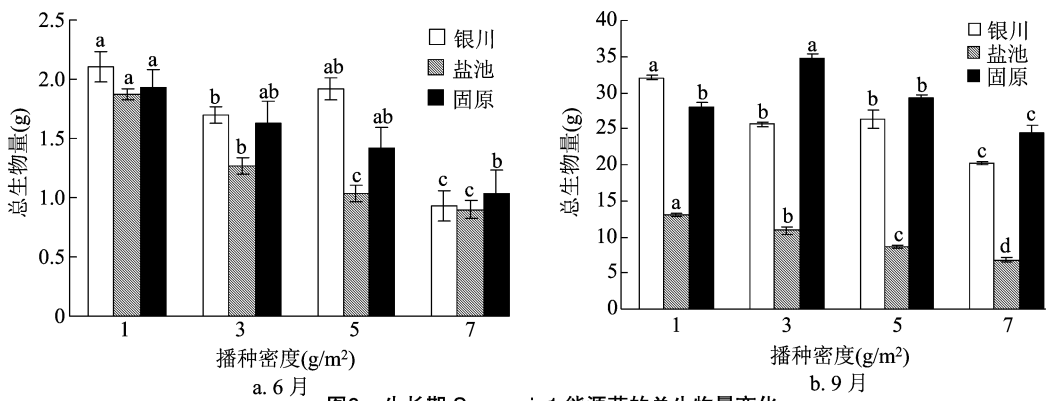 2.5
2.0
1.5
1.0
0.5
0
总生物量(g)
银川
盐池
固原
a a a
b b ab
ab c ab
c c b
1 3 5 7
播种密度(g/m²)
a. 6 月
40
35
30
25
20
15
10
5
0
总生物量(g)
银川
盐池
固原
a a b
b b a
b c b
c d c
1 3 5 7
播种密度(g/m²)
b. 9 月